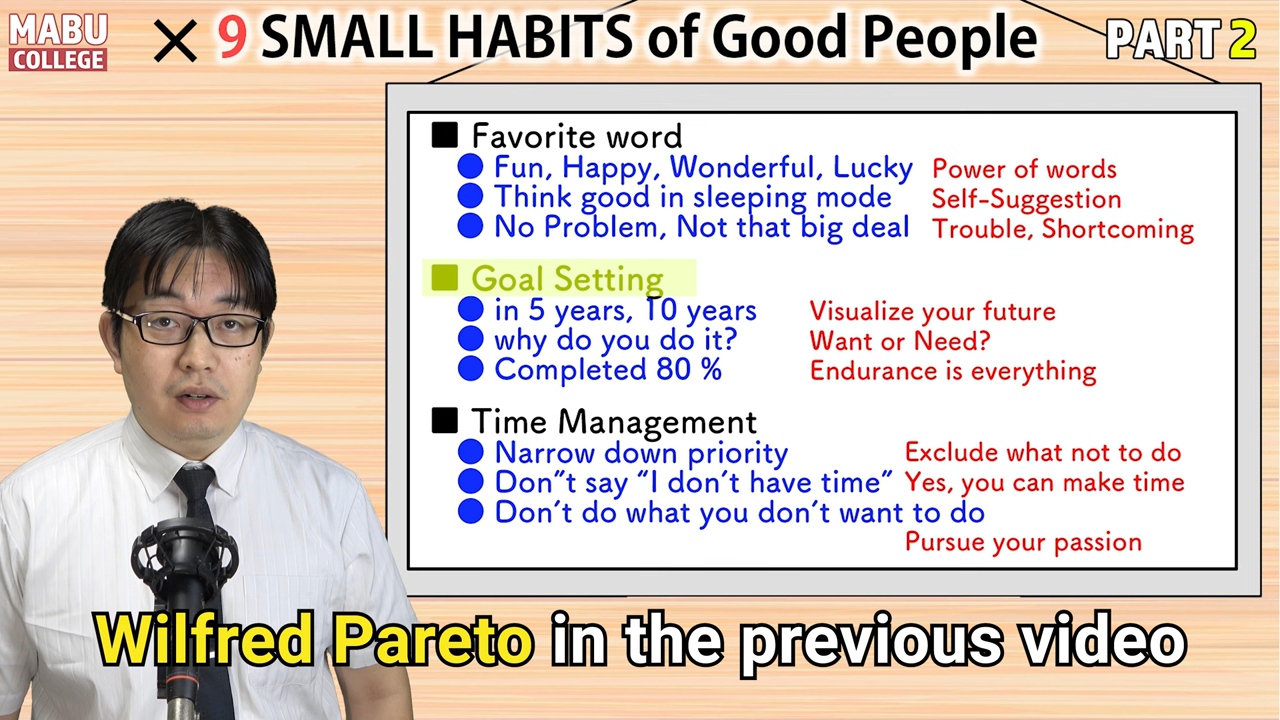 MABU
COLLEGE
× 9 SMALL HABITS of Good People
PART 2
■ Favorite word
● Fun, Happy, Wonderful, Lucky Power of words
● Think good in sleeping mode Self-Suggestion
● No Problem, Not that big deal Trouble, Shortcoming
■ Goal Setting
● in 5 years, 10 years Visualize your future
● why do you do it? Want or Need?
● Completed 80 % Endurance is everything
■ Time Management
● Narrow down priority Exclude what not to do
● Don”t say “I don’t have time” Yes, you can make time
● Don’t do what you don’t want to do
Pursue your passion
Wilfred Pareto in the previous video